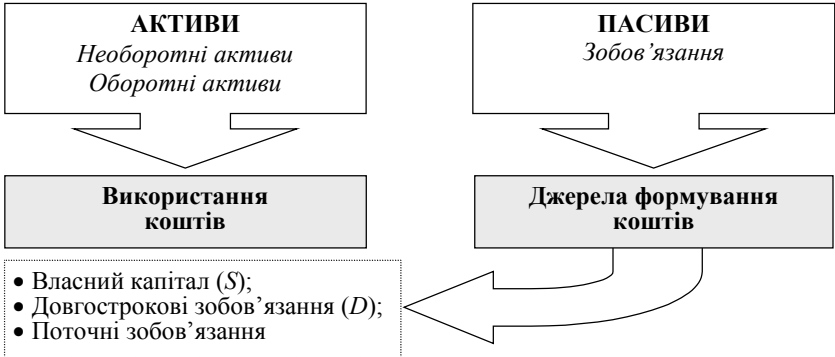 АКТИВИ
Необоротні активи
Оборотні активи
ПАСИВИ
Зобов’язання
Використання
коштів
Джерела формування
коштів
• Власний капітал (S);
• Довгострокові зобов’язання (D);
• Поточні зобов’язання